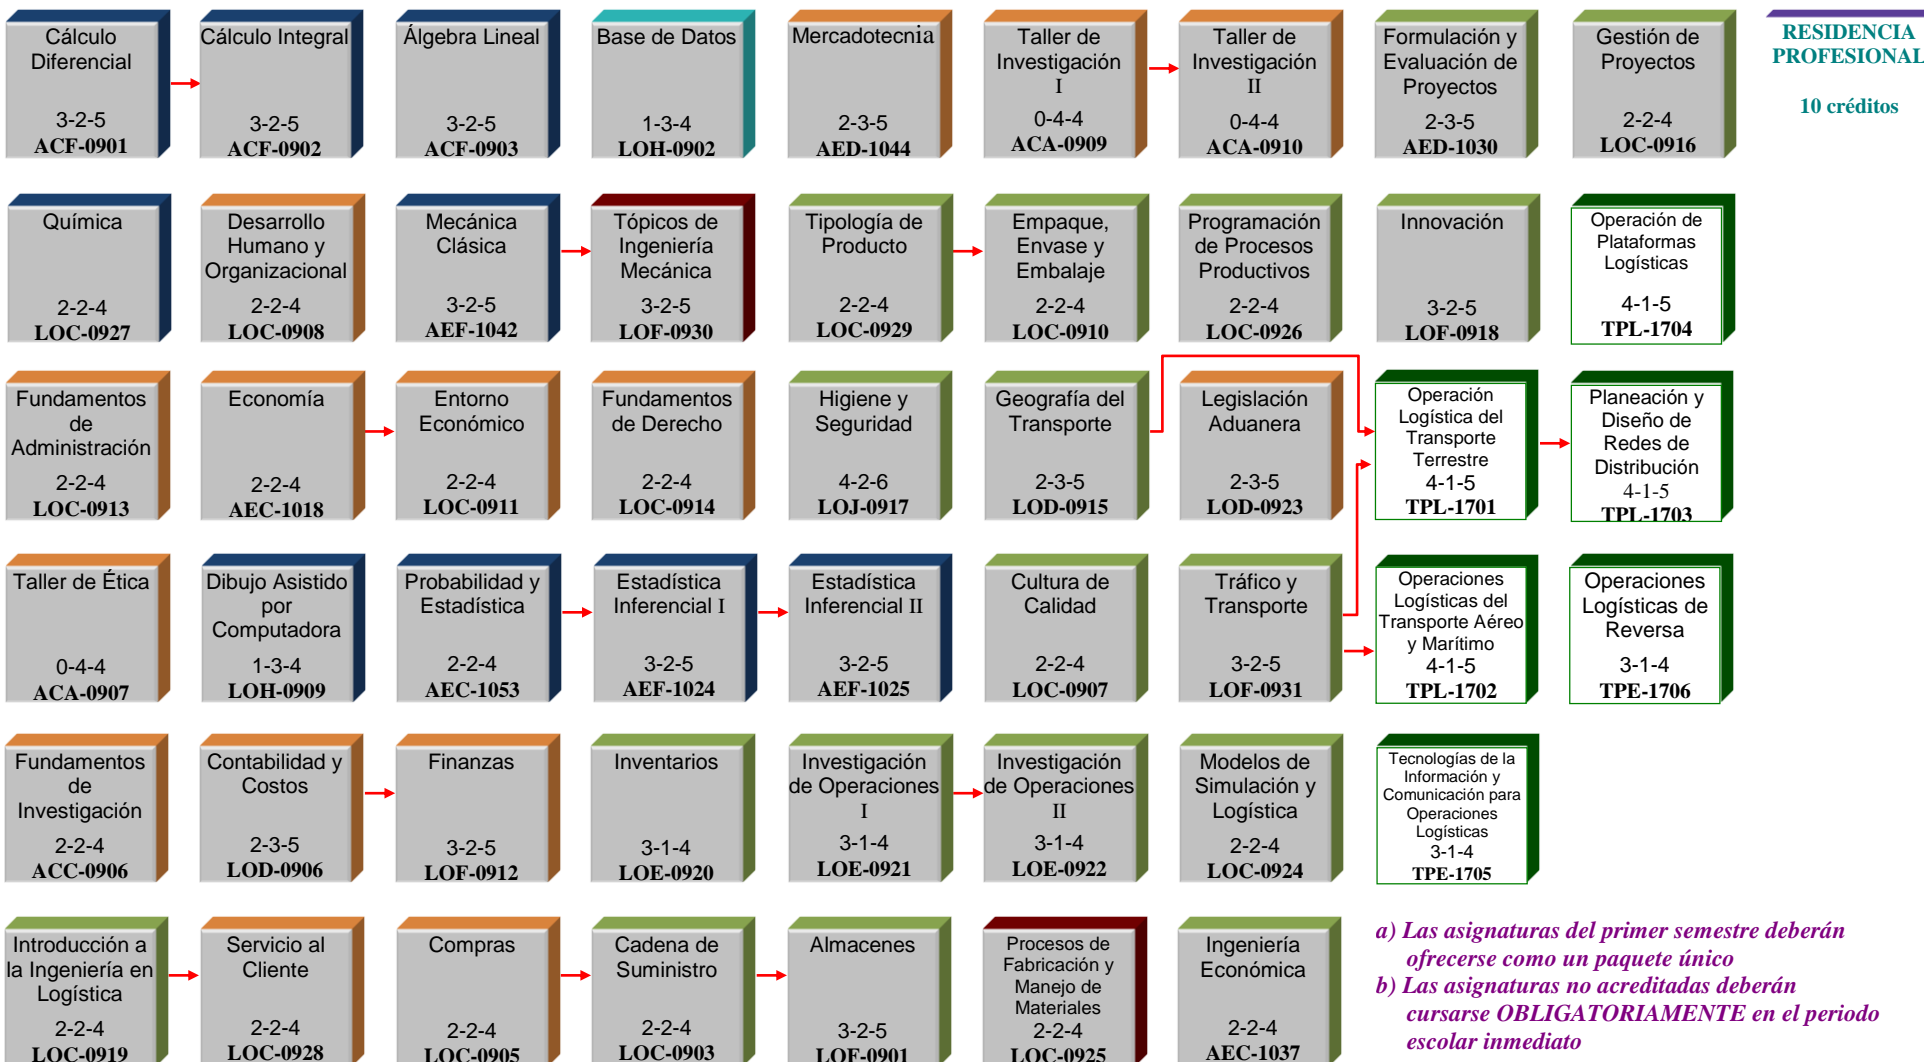 Cálculo
Diferencial
3-2-5
ACF-0901
Cálculo Integral
3-2-5
ACF-0902
Álgebra Lineal
3-2-5
ACF-0903
Base de Datos
1-3-4
LOH-0902
Mercadotecnia
2-3-5
AED-1044
Taller de
Investigación
I
0-4-4
ACA-0909
Taller de
Investigación
II
0-4-4
ACA-0910
Formulación y
Evaluación de
Proyectos
2-3-5
AED-1030
Gestión de
Proyectos
2-2-4
LOC-0916
RESIDENCIA
PROFESIONAL
10 créditos
Química
2-2-4
LOC-0927
Desarrollo
Humano y
Organizacional
2-2-4
LOC-0908
Mecánica
Clásica
3-2-5
AEF-1042
Tópicos de
Ingeniería
Mecánica
3-2-5
LOF-0930
Tipología de
Producto
2-2-4
LOC-0929
Empaque,
Envase y
Embalaje
2-2-4
LOC-0910
Programación
de Procesos
Productivos
2-2-4
LOC-0926
Innovación
3-2-5
LOF-0918
Operación de
Plataformas
Logísticas
4-1-5
TPL-1704
Fundamentos
de
Administración
2-2-4
LOC-0913
Economía
2-2-4
AEC-1018
Entorno
Económico
2-2-4
LOC-0911
Fundamentos
de Derecho
2-2-4
LOC-0914
Higiene y
Seguridad
4-2-6
LOJ-0917
Geografía del
Transporte
2-3-5
LOD-0915
Legislación
Aduanera
2-3-5
LOD-0923
Operación
Logística del
Transporte
Terrestre
4-1-5
TPL-1701
Planeación y
Diseño de
Redes de
Distribución
4-1-5
TPL-1703
Taller de Ética
0-4-4
ACA-0907
Dibujo Asistido
por
Computadora
1-3-4
LOH-0909
Probabilidad y
Estadística
2-2-4
AEC-1053
Estadística
Inferencial I
3-2-5
AEF-1024
Estadística
Inferencial II
3-2-5
AEF-1025
Cultura de
Calidad
2-2-4
LOC-0907
Tráfico y
Transporte
3-2-5
LOF-0931
Operaciones
Logísticas del
Transporte Aéreo
y Marítimo
4-1-5
TPL-1702
Operaciones
Logísticas de
Reversa
3-1-4
TPE-1706
Fundamentos
de
Investigación
2-2-4
ACC-0906
Contabilidad y
Costos
2-3-5
LOD-0906
Finanzas
3-2-5
LOF-0912
Inventarios
3-1-4
LOE-0920
Investigación
de Operaciones
I
3-1-4
LOE-0921
Investigación
de Operaciones
II
3-1-4
LOE-0922
Modelos de
Simulación y
Logística
2-2-4
LOC-0924
Tecnologías de la
Información y
Comunicación para
Operaciones
Logísticas
3-1-4
TPE-1705
Introducción a
la Ingeniería en
Logística
2-2-4
LOC-0919
Servicio al
Cliente
2-2-4
LOC-0928
Compras
2-2-4
LOC-0905
Cadena de
Suministro
2-2-4
LOC-0903
Almacenes
3-2-5
LOF-0901
Procesos de
Fabricación y
Manejo de
Materiales
2-2-4
LOC-0925
Ingeniería
Económica
2-2-4
AEC-1037
a) Las asignaturas del primer semestre deberán
ofrecerse como un paquete único
b) Las asignaturas no acreditadas deberán
cursarse OBLIGATORIAMENTE en el periodo
escolar inmediato